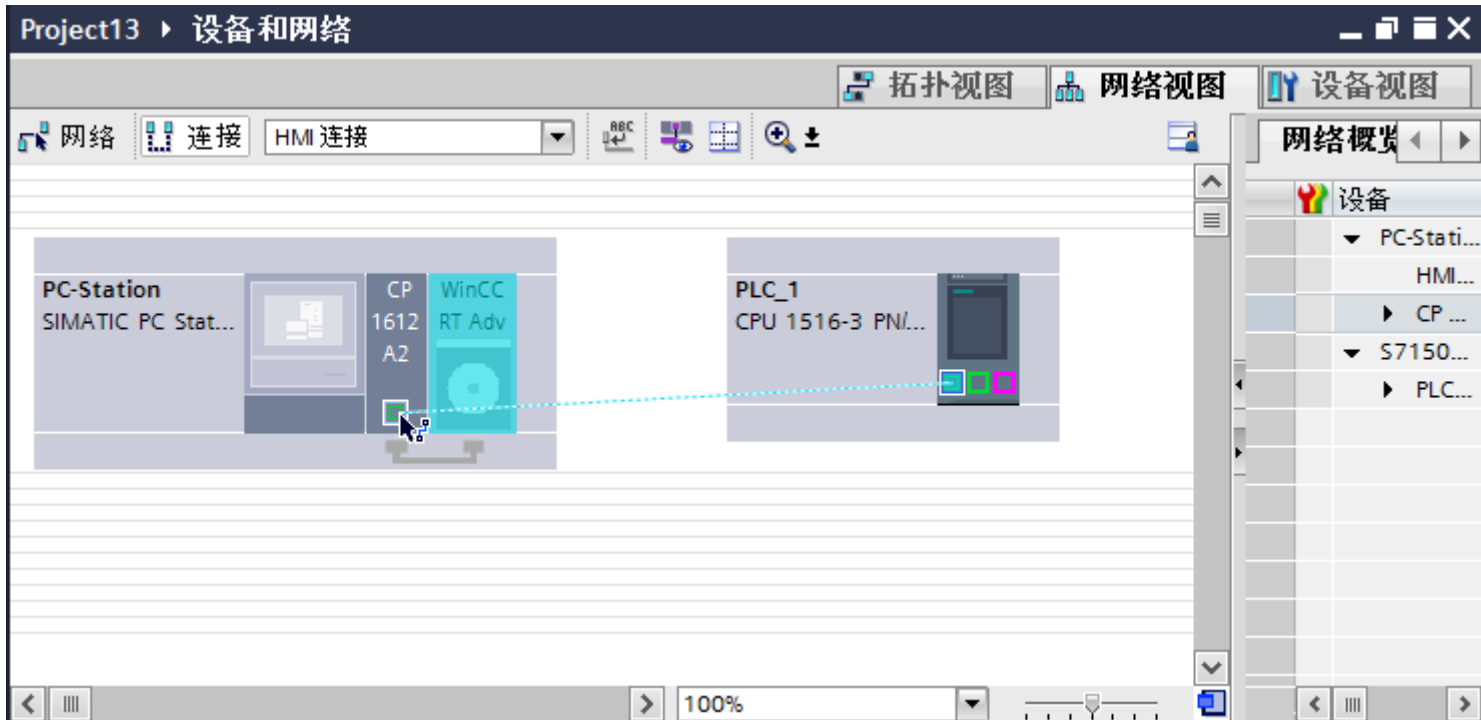 Project13 ▸ 设备和网络
拓扑视图 网络视图 设备视图
网络 连接 HMI 连接
网络概览
设备
PC-Stati...
HMI...
CP ...
S7150...
PLC...
PC-Station
SIMATIC PC Stat...
CP
1612
A2
WinCC
RT Adv
PLC_1
CPU 1516-3 PN/...
100%